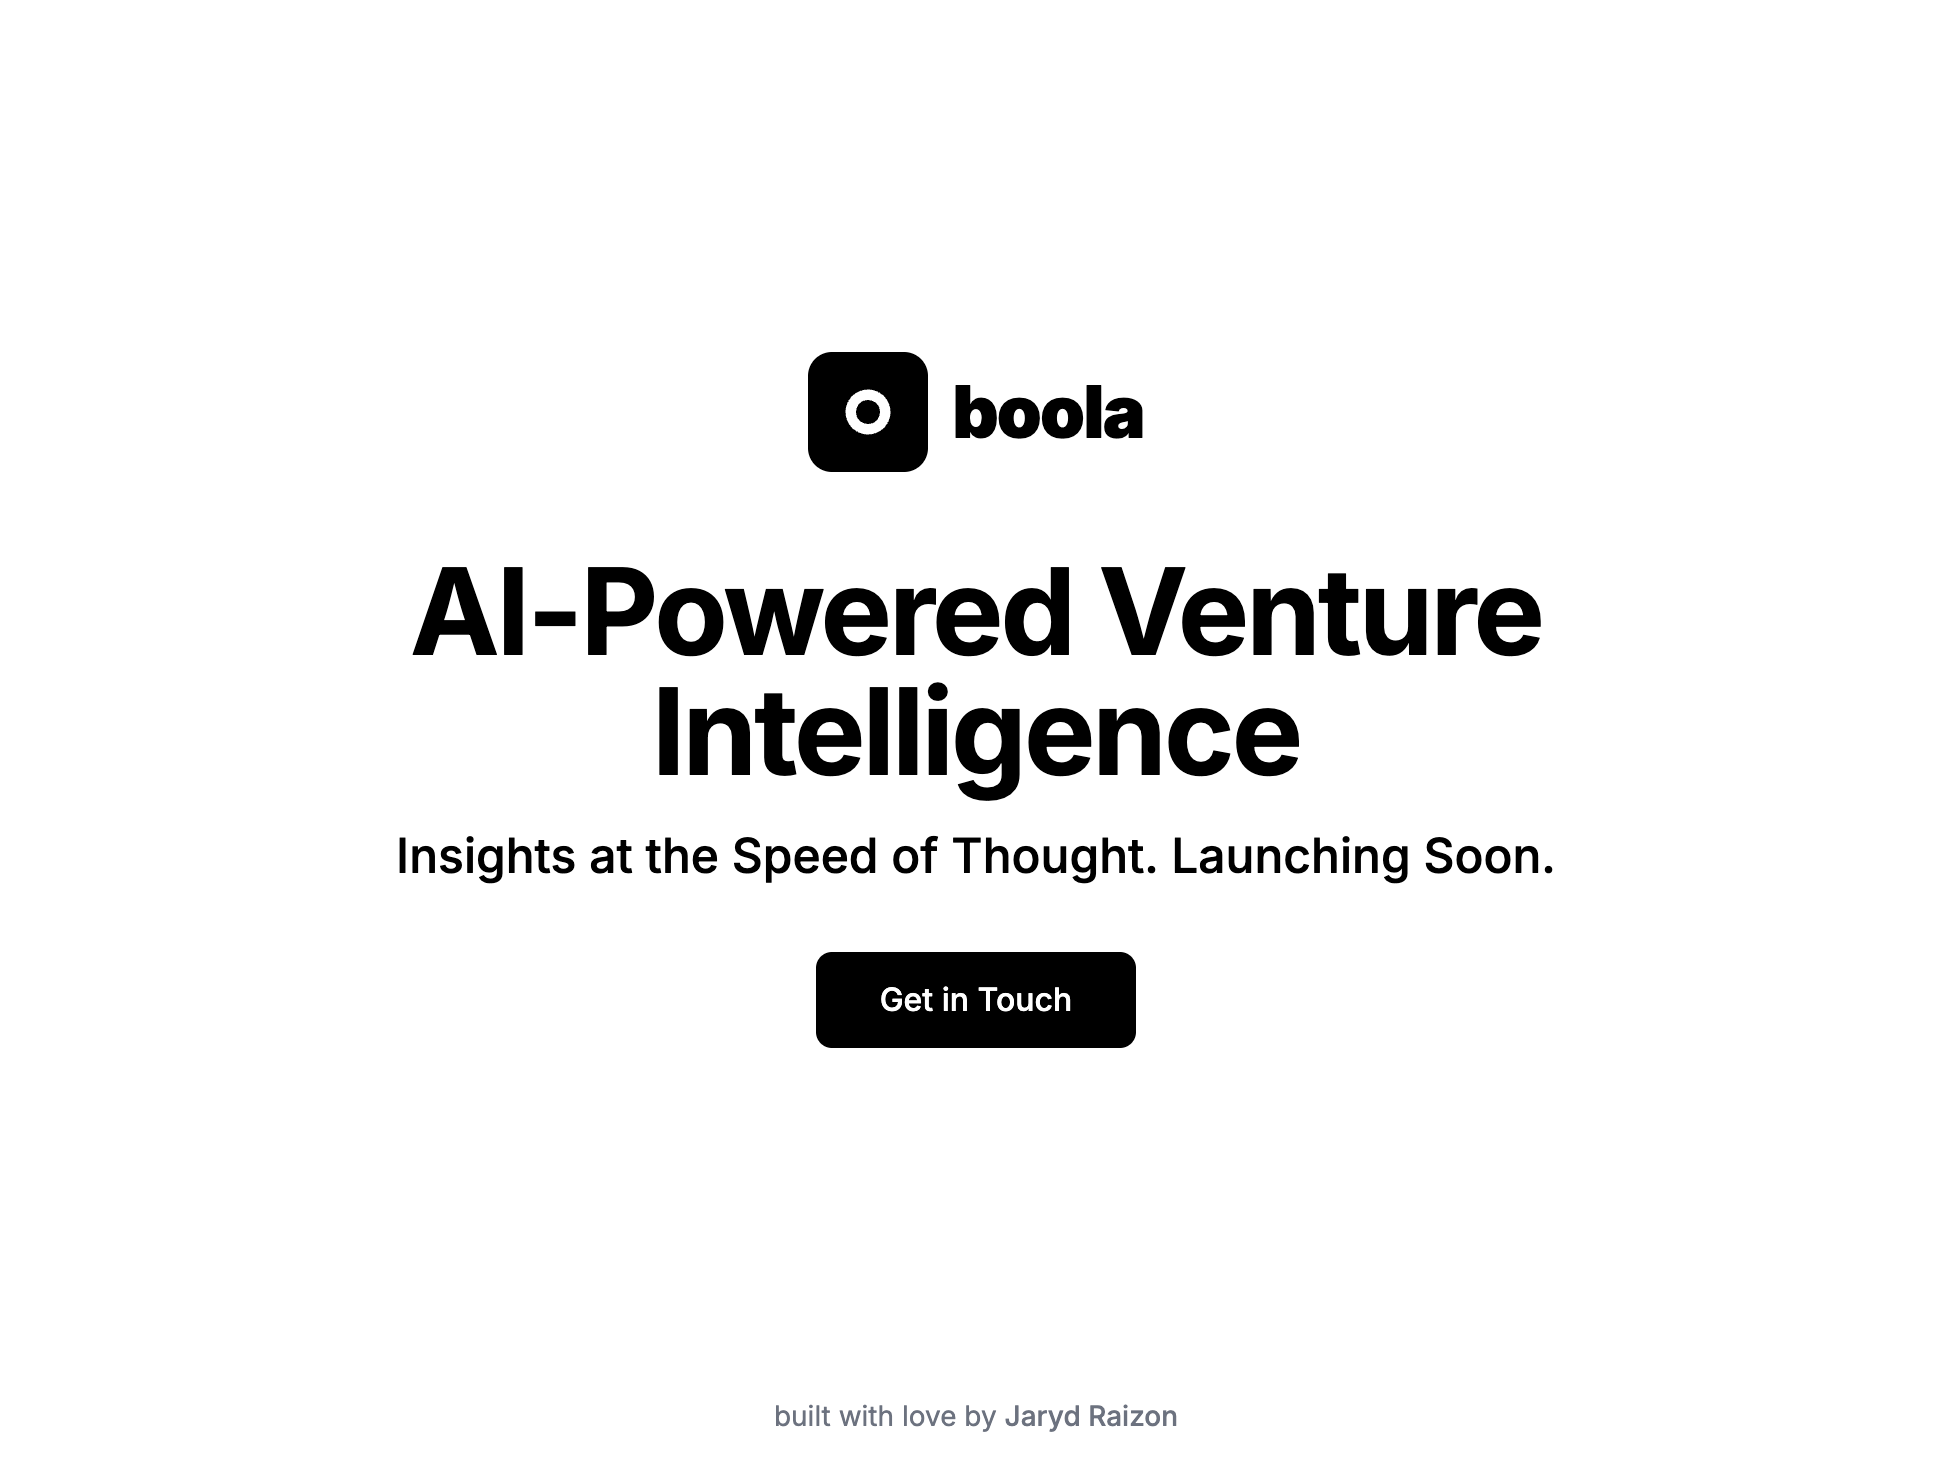 boola
AI-Powered Venture
Intelligence
Insights at the Speed of Thought. Launching Soon.
Get in Touch
built with love by Jaryd Raizon